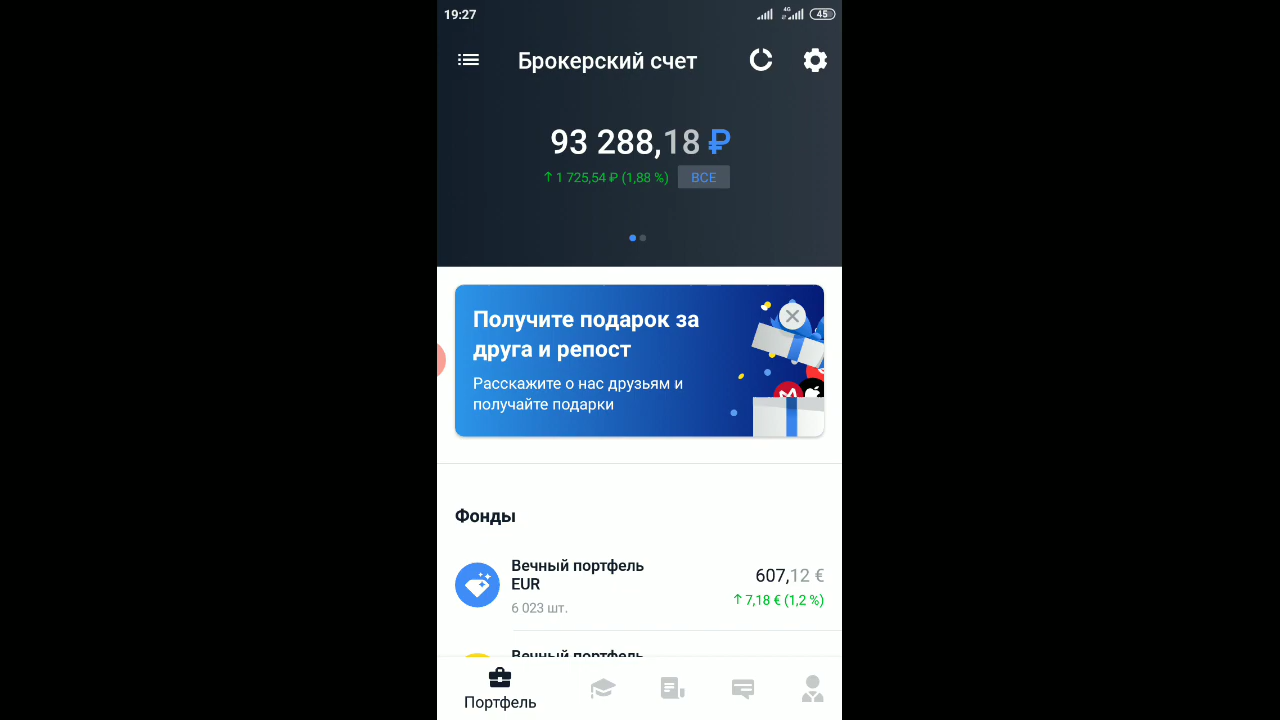 19:27
4G
45
Брокерский счет
93 288,18 ₽
↑ 1 725,54 ₽ (1,88 %) ВСЕ
Получите подарок за
друга и репост
Расскажите о нас друзьям и
получайте подарки
Фонды
Вечный портфель
EUR
607,12 €
↑ 7,18 € (1,2 %)
6 023 шт.
Вечный портфель
Портфель